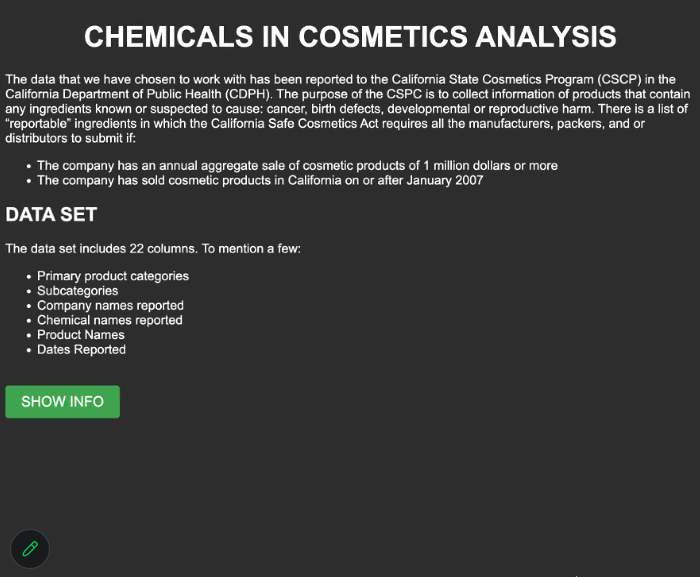 CHEMICALS IN COSMETICS ANALYSIS
The data that we have chosen to work with has been reported to the California State Cosmetics Program (CSCP) in the
California Department of Public Health (CDPH). The purpose of the CSPC is to collect information of products that contain
any ingredients known or suspected to cause: cancer, birth defects, developmental or reproductive harm. There is a list of
"reportable" ingredients in which the California Safe Cosmetics Act requires all the manufacturers, packers, and or
distributors to submit if:
• The company has an annual aggregate sale of cosmetic products of 1 million dollars or more
• The company has sold cosmetic products in California on or after January 2007
DATA SET
The data set includes 22 columns. To mention a few:
• Primary product categories
• Subcategories
• Company names reported
• Chemical names reported
• Product Names
• Dates Reported
SHOW INFO